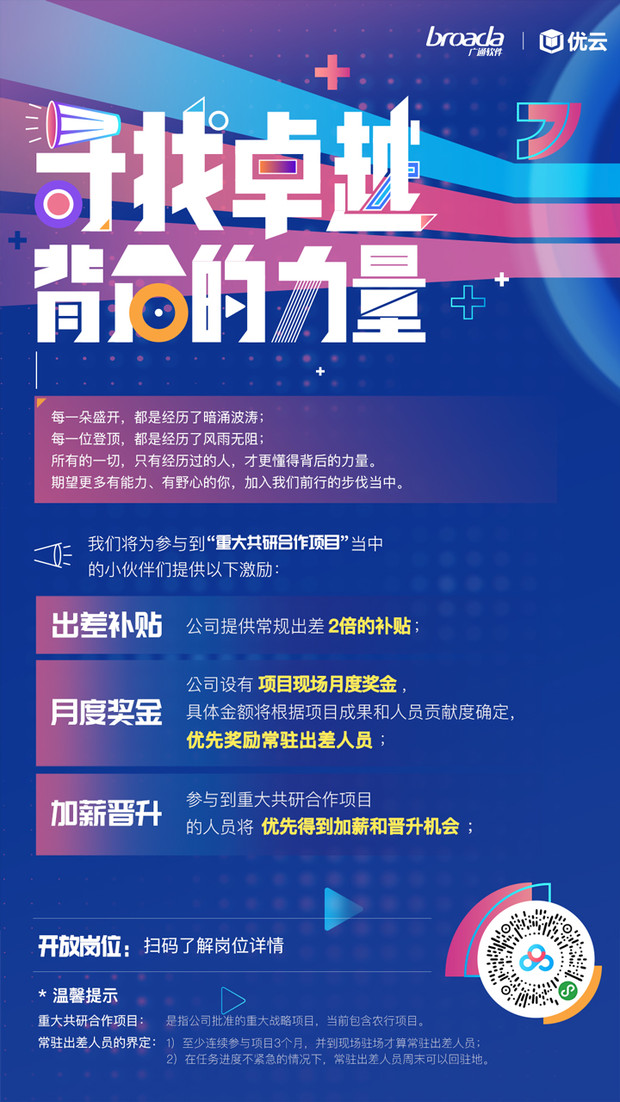 broada
广通软件
优云
寻找卓越
背后的力量
每一朵盛开，都是经历了暗涌波涛；
每一位登顶，都是经历了风雨无阻；
所有的一切，只有经历过的人，才更懂得背后的力量。
期望更多有能力、有野心的你，加入我们前行的步伐当中。
我们将为参与到“重大共研合作项目”当中
的小伙伴们提供以下激励：
出差补贴
公司提供常规出差 2倍的补贴；
月度奖金
公司设有 项目现场月度奖金，
具体金额将根据项目成果和人员贡献度确定，
优先奖励常驻出差人员；
加薪晋升
参与到重大共研合作项目
的人员将 优先得到加薪和晋升机会；
开放岗位：扫码了解岗位详情
* 温馨提示
重大共研合作项目： 是指公司批准的重大战略项目，当前包含农行项目。
常驻出差人员的界定： 1）至少连续参与项目3个月，并到现场驻场才算常驻出差人员；
2）在任务进度不紧急的情况下，常驻出差人员周末可以回驻地。